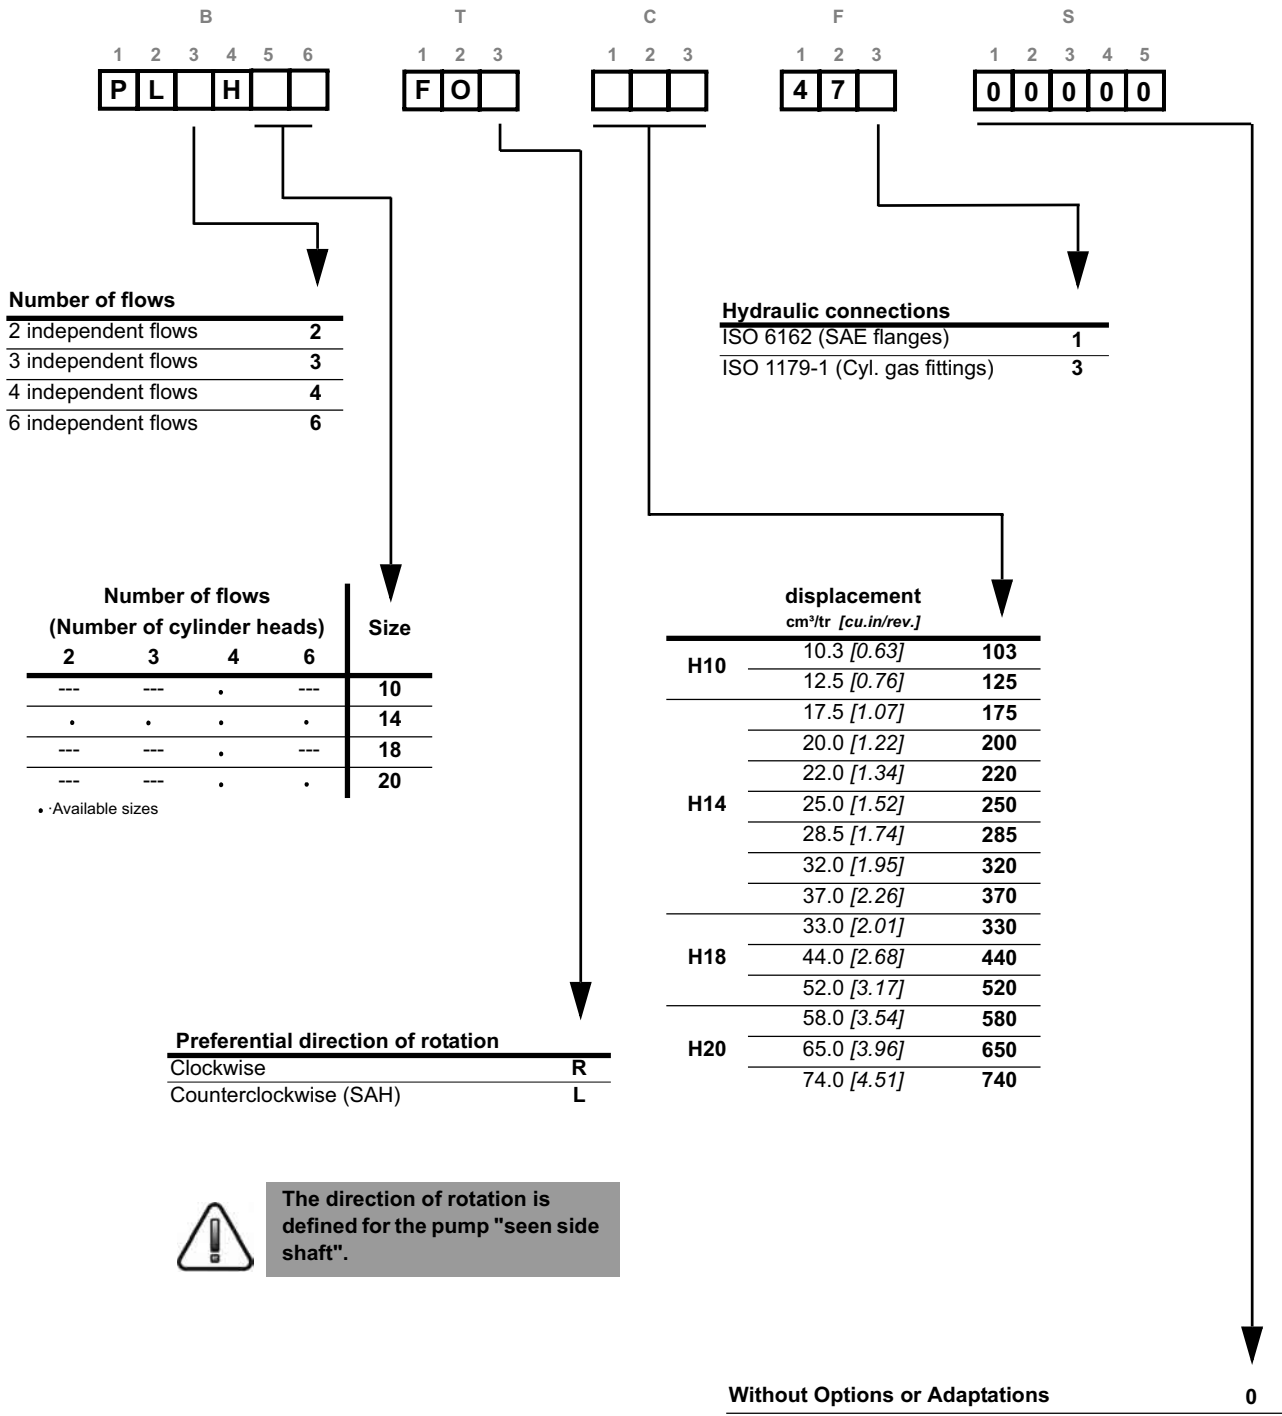 B T C F S
1 2 3 4 5 6 1 2 3 1 2 3 1 2 3 1 2 3 4 5
P L H F O 4 7 0 0 0 0 0
Number of flows
2 independent flows 2
3 independent flows 3
4 independent flows 4
6 independent flows 6
Hydraulic connections
ISO 6162 (SAE flanges) 1
ISO 1179-1 (Cyl. gas fittings) 3
Number of flows
(Number of cylinder heads) Size
2 3 4 6
--- --- • --- 10
• • • • 14
--- --- • --- 18
--- --- • • 20
• ·Available sizes
displacement
cm³/tr [cu.in/rev.]
H10
10.3 [0.63] 103
12.5 [0.76] 125
H14
17.5 [1.07] 175
20.0 [1.22] 200
22.0 [1.34] 220
25.0 [1.52] 250
28.5 [1.74] 285
32.0 [1.95] 320
37.0 [2.26] 370
H18
33.0 [2.01] 330
44.0 [2.68] 440
52.0 [3.17] 520
H20
58.0 [3.54] 580
65.0 [3.96] 650
74.0 [4.51] 740
Preferential direction of rotation
Clockwise R
Counterclockwise (SAH) L
The direction of rotation is
defined for the pump "seen side
shaft".
Without Options or Adaptations 0